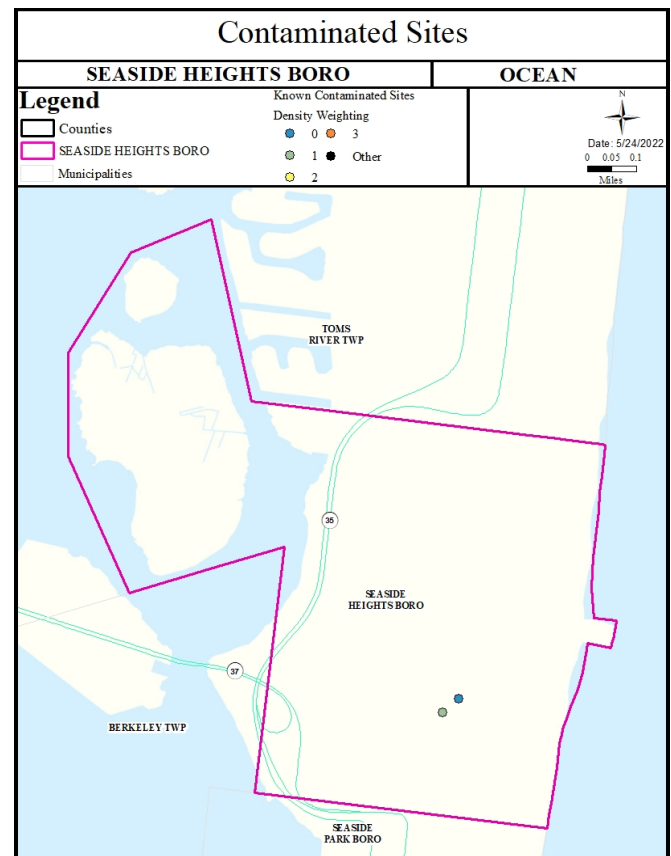 Contaminated Sites
SEASIDE HEIGHTS BORO
OCEAN
Legend
Counties
SEASIDE HEIGHTS BORO
Municipalities
Known Contaminated Sites
Density Weighting
0 3
1 Other
2
N
Date: 5/24/2022
0 0.05 0.1
Miles
TOMS
RIVER TWP
35
SEASIDE
HEIGHTS BORO
37
BERKELEY TWP
SEASIDE
PARK BORO